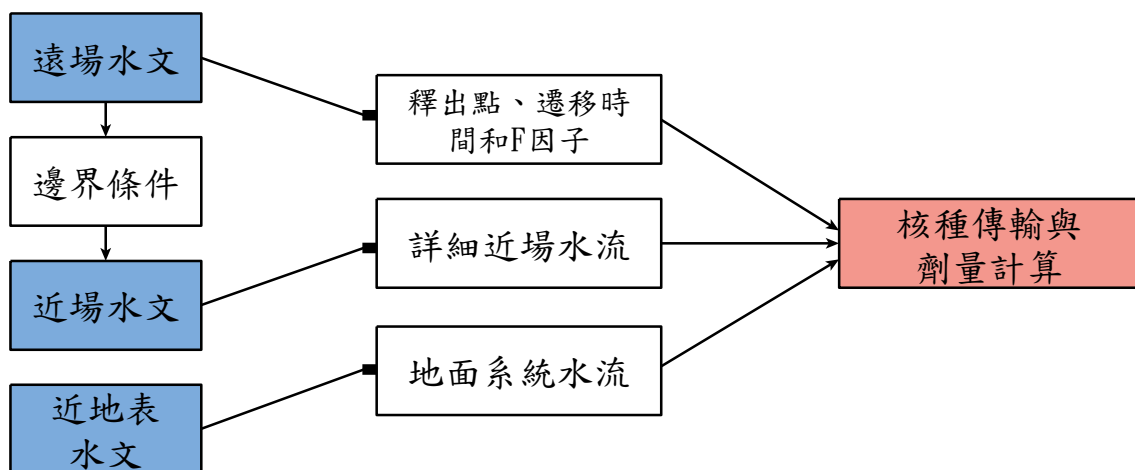 遠場水文
釋出點、遷移時
間和F因子
邊界條件
核種傳輸與
劑量計算
詳細近場水流
近場水文
地面系統水流
近地表
水文